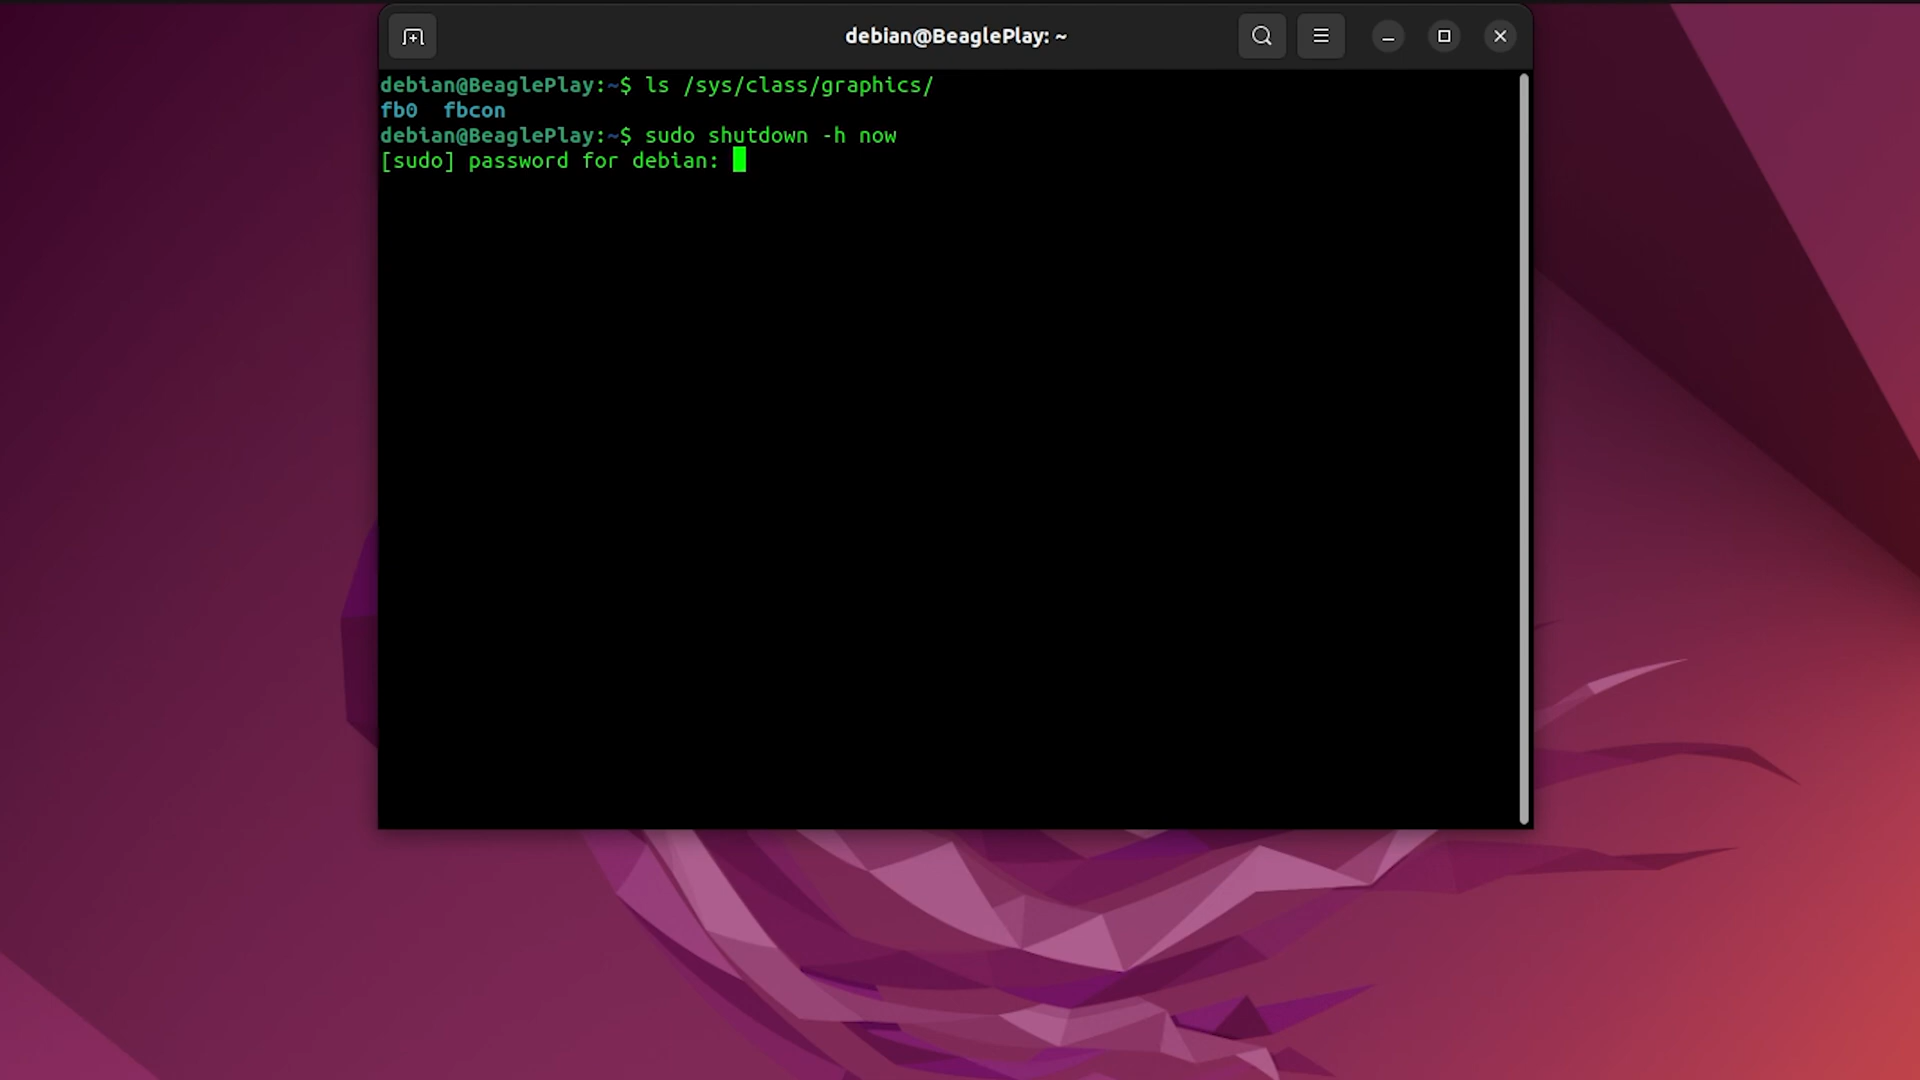 debian@BeaglePlay: ~
debian@BeaglePlay:~$ ls /sys/class/graphics/
fb0  fbcon
debian@BeaglePlay:~$ sudo shutdown -h now
[sudo] password for debian: